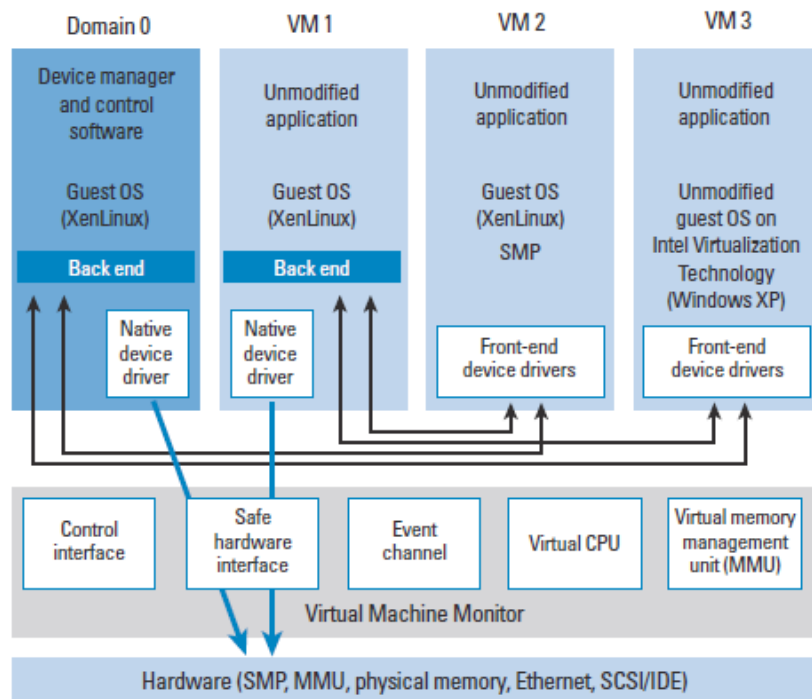 Domain 0
VM 1
VM 2
VM 3
Device manager
and control
software
Guest OS
(XenLinux)
Back end
Native
device
driver
Unmodified
application
Guest OS
(XenLinux)
Back end
Native
device
driver
Unmodified
application
Guest OS
(XenLinux)
SMP
Front-end
device drivers
Unmodified
application
Unmodified
guest OS on
Intel Virtualization
Technology
(Windows XP)
Front-end
device drivers
Control
interface
Safe
hardware
interface
Event
channel
Virtual CPU
Virtual memory
management
unit (MMU)
Virtual Machine Monitor
Hardware (SMP, MMU, physical memory, Ethernet, SCSI/IDE)